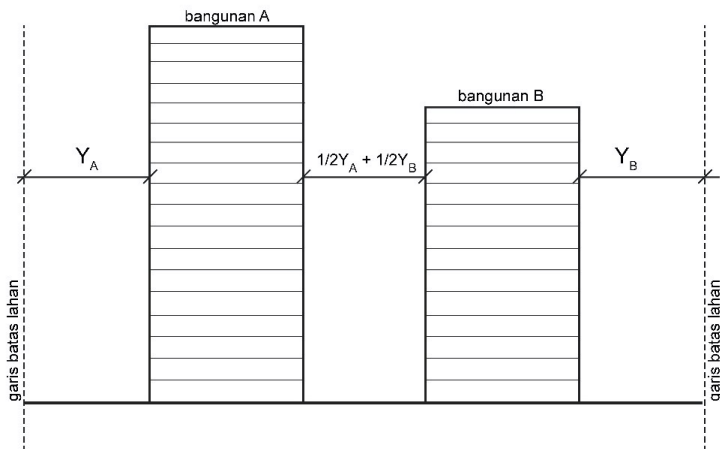 bangunan A
bangunan B
Y_A
1/2Y_A + 1/2Y_B
Y_B
garis batas lahan
garis batas lahan